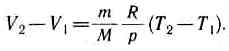 V₂ − V₁ = m/M R/p (T₂ − T₁).